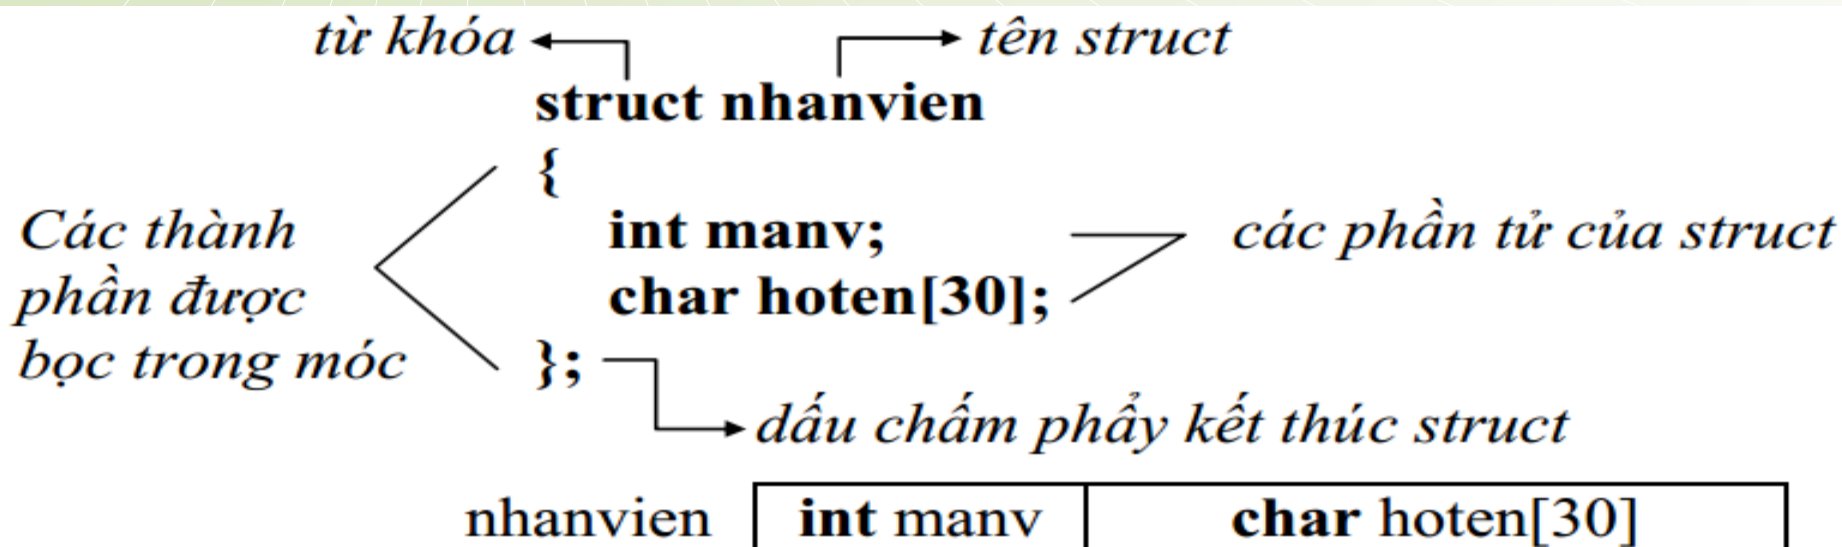 từ khóa tên struct
struct nhanvien
{
Các thành int manv; các phần tử của struct
phần được char hoten[30];
bọc trong móc };
dấu chấm phẩy kết thúc struct
nhanvien int manv char hoten[30]